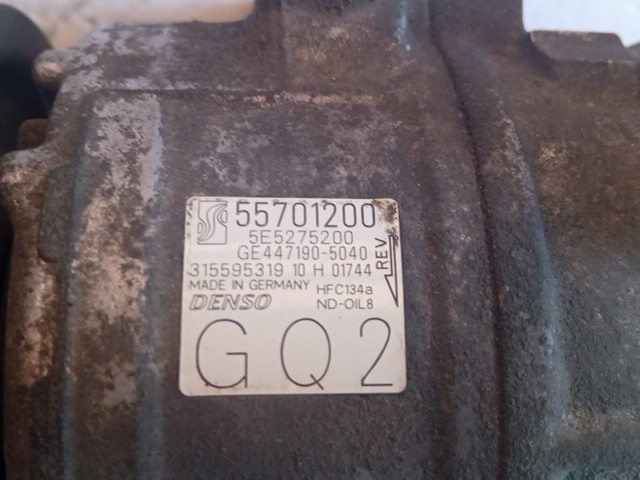 55701200
5E5275200
GE447190-5040
315595319 10 H 01744
REV
MADE IN GERMANY HFC134a
DENSO ND-OIL8
GQ2